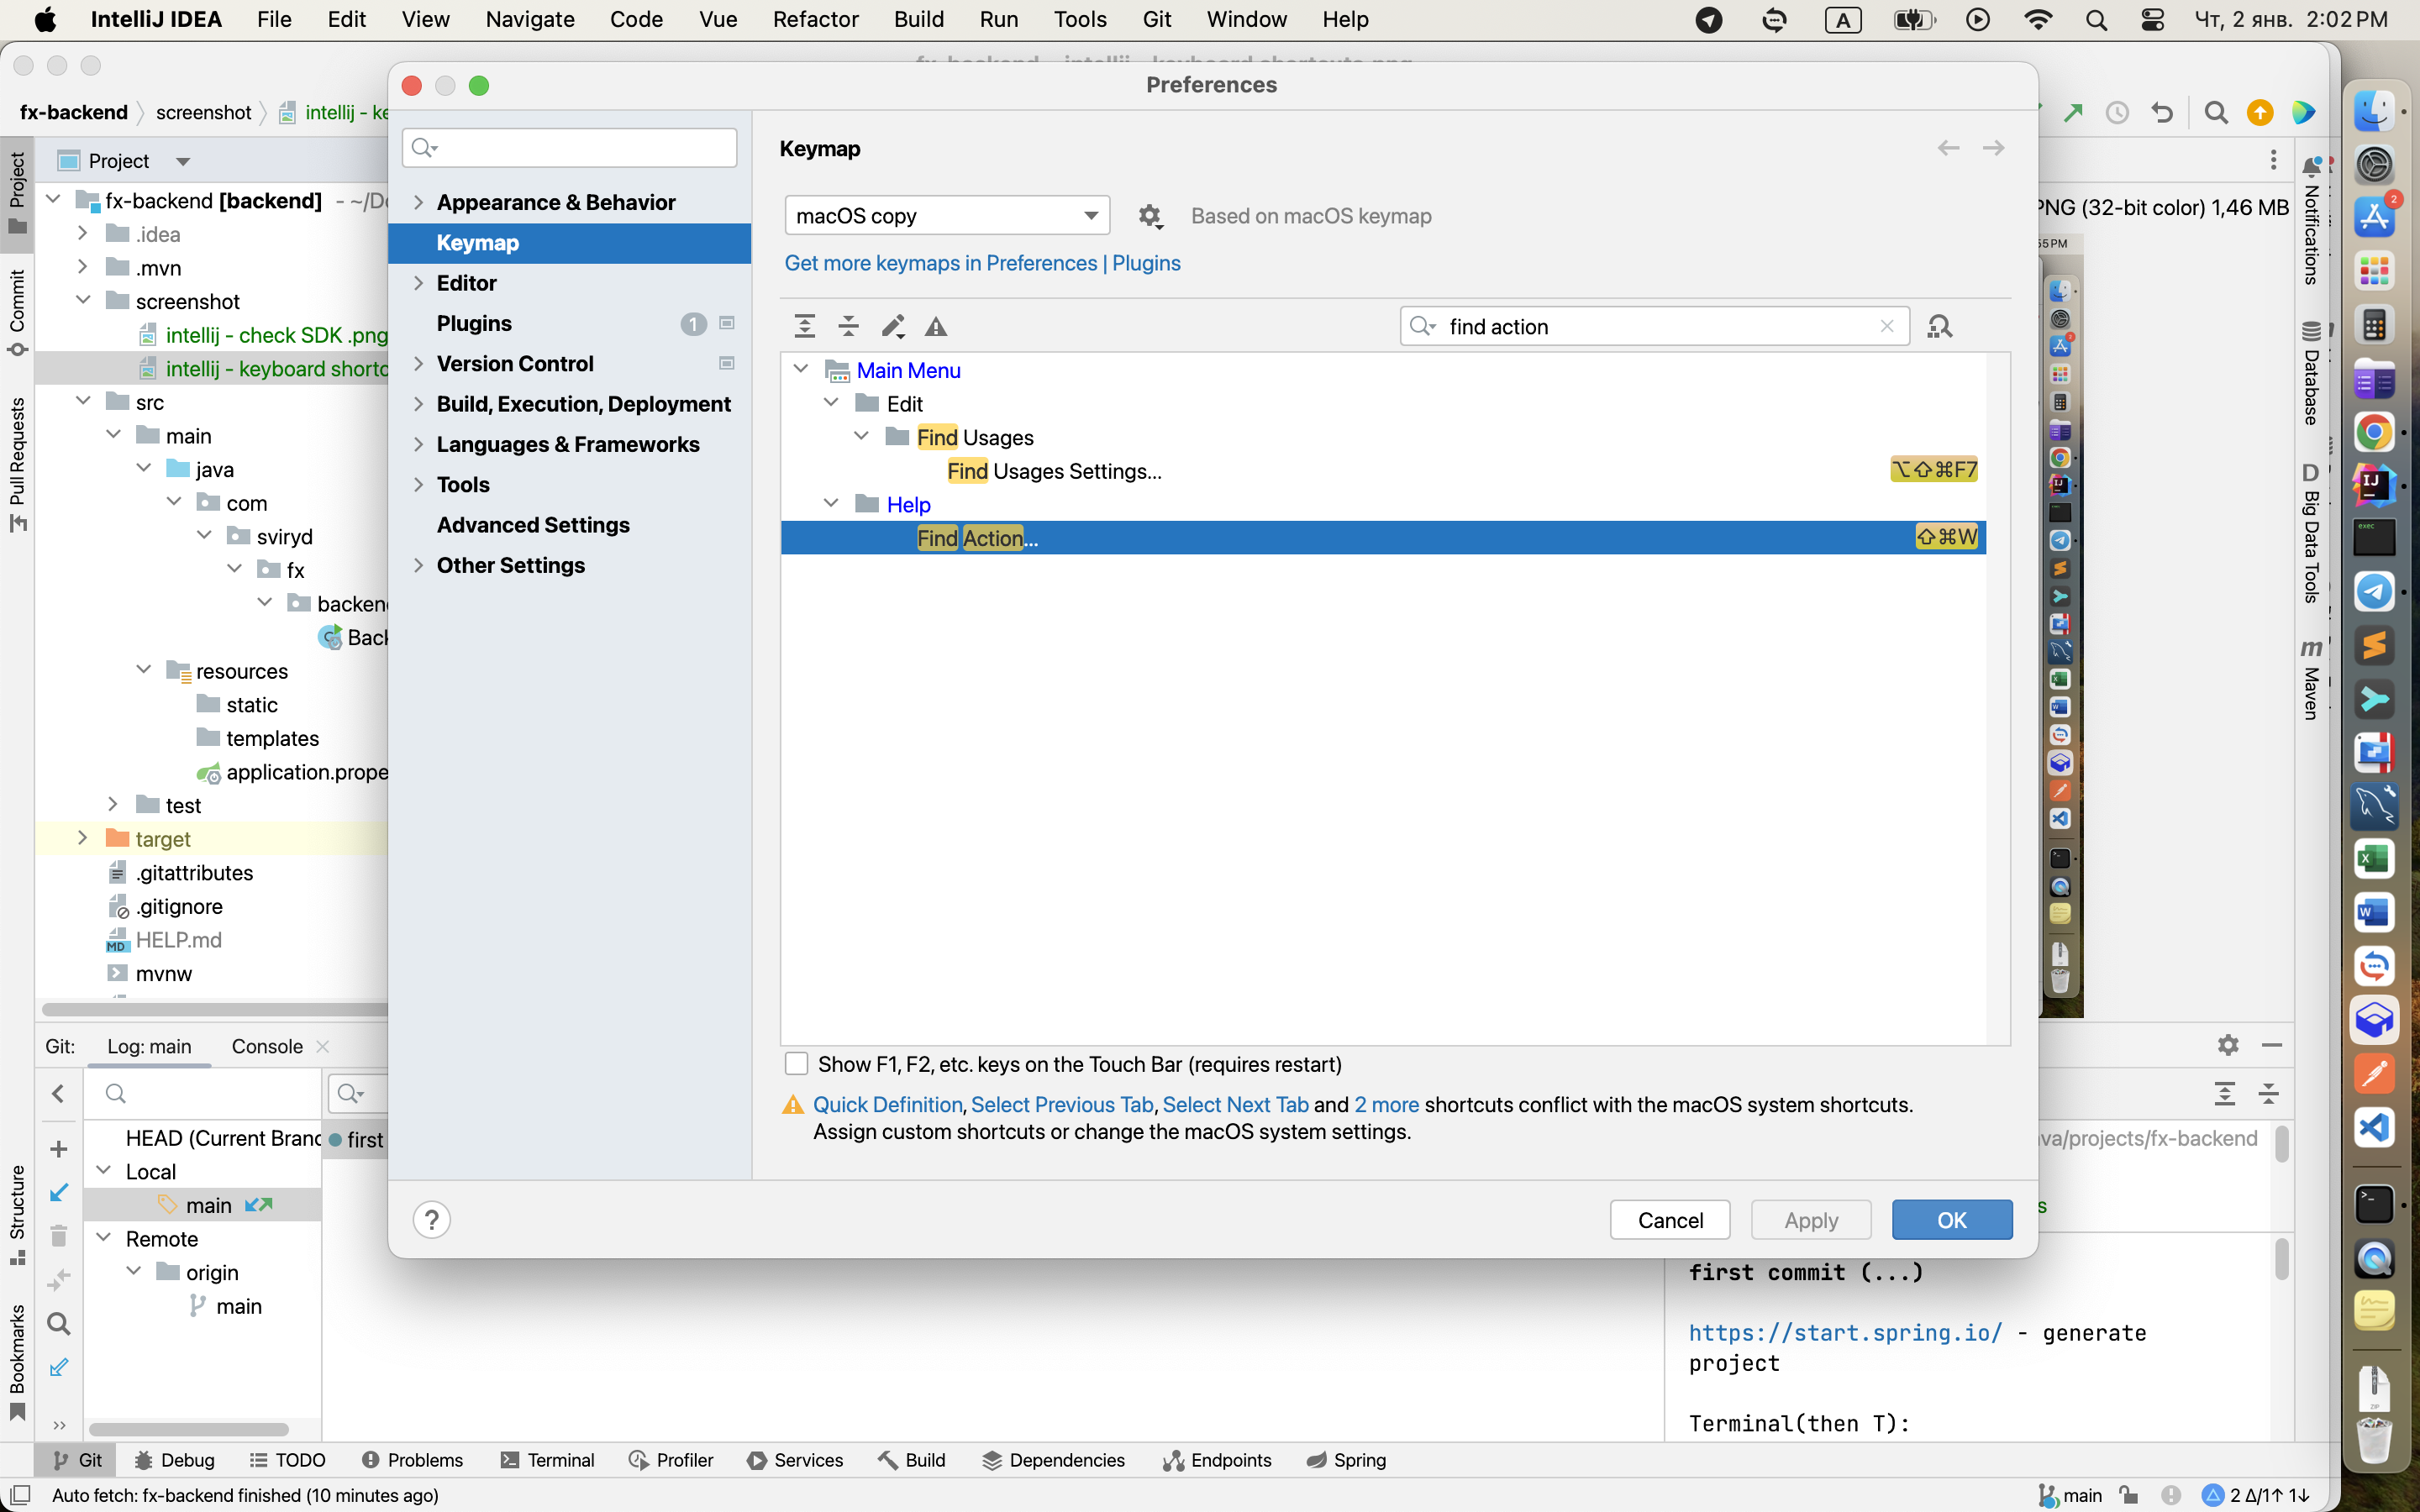 IntelliJ IDEA File Edit View Navigate Code Vue Refactor Build Run Tools Git Window Help A Чт, 2 янв. 2:02 PM
Preferences
fx-backend screenshot intellij - ke
Project
fx-backend [backend] - ~/Do
.idea
.mvn
screenshot
intellij - check SDK .png
intellij - keyboard shortc
src
main
java
com
sviryd
fx
backend
Back
resources
static
templates
application.prope
test
target
.gitattributes
.gitignore
HELP.md
mvnw
Project
Commit
Pull Requests
Structure
Bookmarks
Appearance & Behavior
Keymap
Editor
Plugins 1
Version Control
Build, Execution, Deployment
Languages & Frameworks
Tools
Advanced Settings
Other Settings
Keymap
macOS copy Based on macOS keymap
Get more keymaps in Preferences | Plugins
find action
Main Menu
Edit
Find Usages
Find Usages Settings... ⌥⇧⌘F7
Help
Find Action... ⇧⌘W
Show F1, F2, etc. keys on the Touch Bar (requires restart)
Quick Definition, Select Previous Tab, Select Next Tab and 2 more shortcuts conflict with the macOS system shortcuts.
Assign custom shortcuts or change the macOS system settings.
? Cancel Apply OK
PNG (32-bit color) 1,46 MB
55 PM
Notifications
Database
D Big Data Tools
m Maven
2
Git: Log: main Console
HEAD (Current Branc
Local
main
Remote
origin
main
first
va/projects/fx-backend
s
first commit (...)
https://start.spring.io/ - generate
project
Terminal(then T):
Git Debug TODO Problems Terminal Profiler Services Build Dependencies Endpoints Spring
Auto fetch: fx-backend finished (10 minutes ago) main 2 Δ/1↑ 1↓